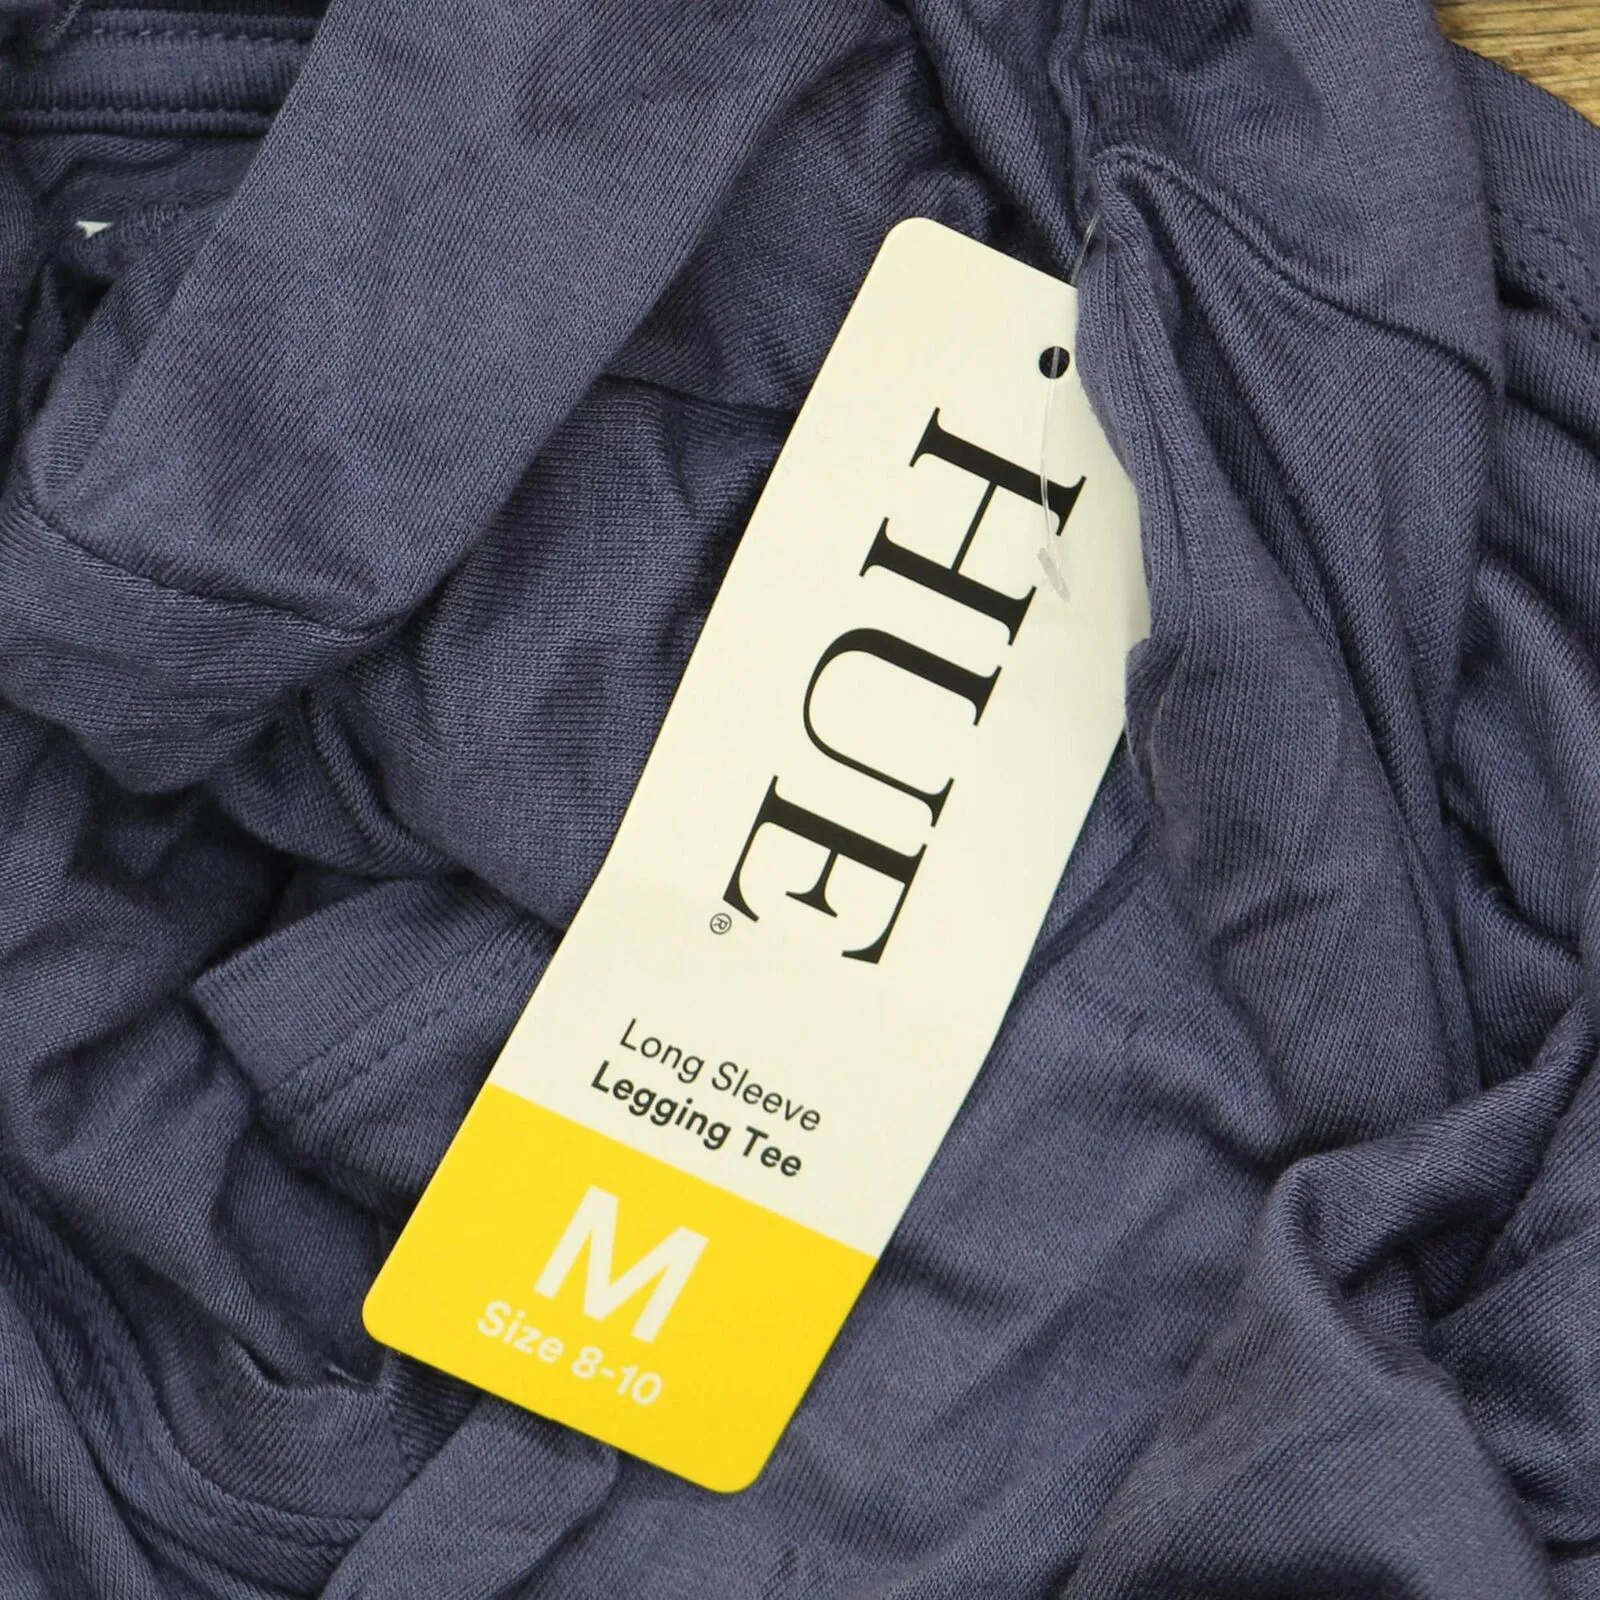 HUE®
Long Sleeve
Legging Tee
M
Size 8-10